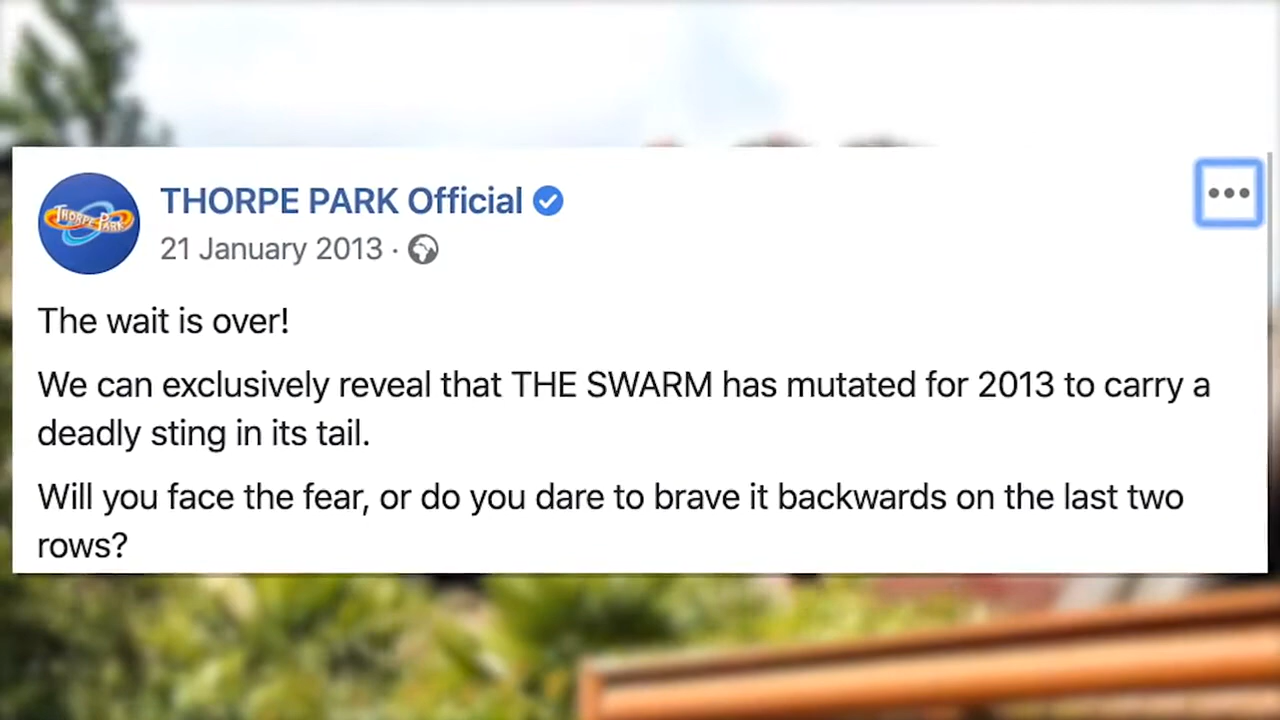 THORPE PARK
THORPE PARK Official
21 January 2013 ·
The wait is over!
We can exclusively reveal that THE SWARM has mutated for 2013 to carry a
deadly sting in its tail.
Will you face the fear, or do you dare to brave it backwards on the last two
rows?